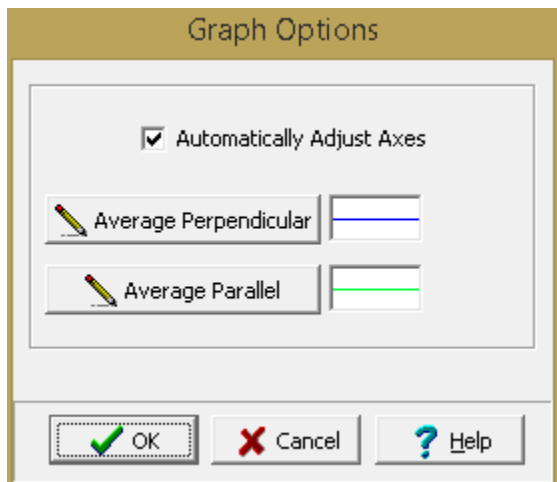 Graph Options
Automatically Adjust Axes
Average Perpendicular
Average Parallel
OK Cancel Help